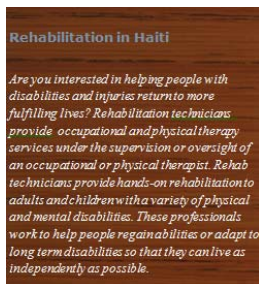 Rehabilitation in Haiti
Are you interested in helping people with
disabilities and injuries return to more
fulfilling lives? Rehabilitation technicians
provide occupational and physical therapy
services under the supervision or oversight of
an occupational or physical therapist. Rehab
technicians provide hands-on rehabilitation to
adults and children with a variety of physical
and mental disabilities. These professionals
work to help people regain abilities or adapt to
long term disabilities so that they can live as
independently as possible.